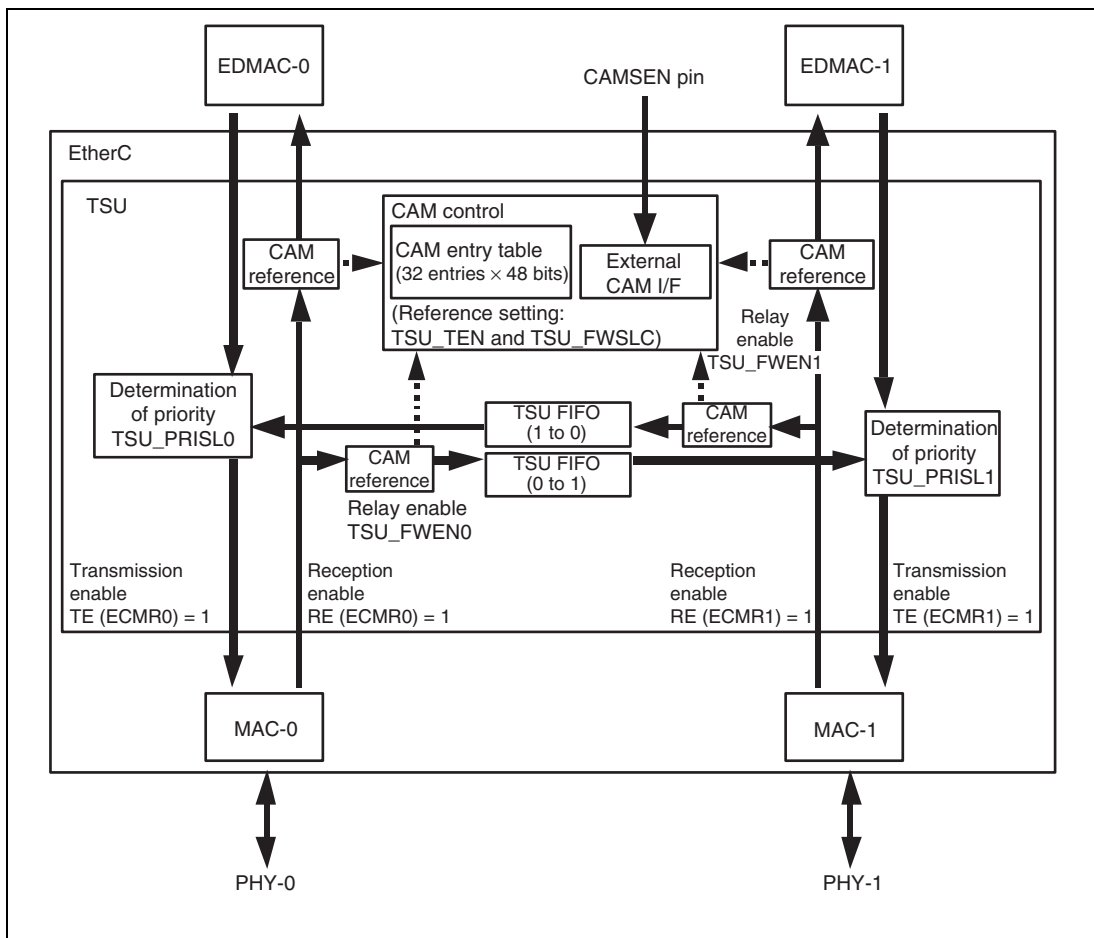 EDMAC-0
EDMAC-1
CAMSEN pin
EtherC
TSU
CAM control
CAM
reference
CAM entry table
(32 entries × 48 bits)
External
CAM I/F
CAM
reference
(Reference setting:
TSU_TEN and TSU_FWSLC)
Relay
enable
TSU_FWEN1
Determination
of priority
TSU_PRISL0
TSU FIFO
(1 to 0)
CAM
reference
Determination
of priority
TSU_PRISL1
CAM
reference
TSU FIFO
(0 to 1)
Relay enable
TSU_FWEN0
Transmission
enable
TE (ECMR0) = 1
Reception
enable
RE (ECMR0) = 1
Reception
enable
RE (ECMR1) = 1
Transmission
enable
TE (ECMR1) = 1
MAC-0
MAC-1
PHY-0
PHY-1